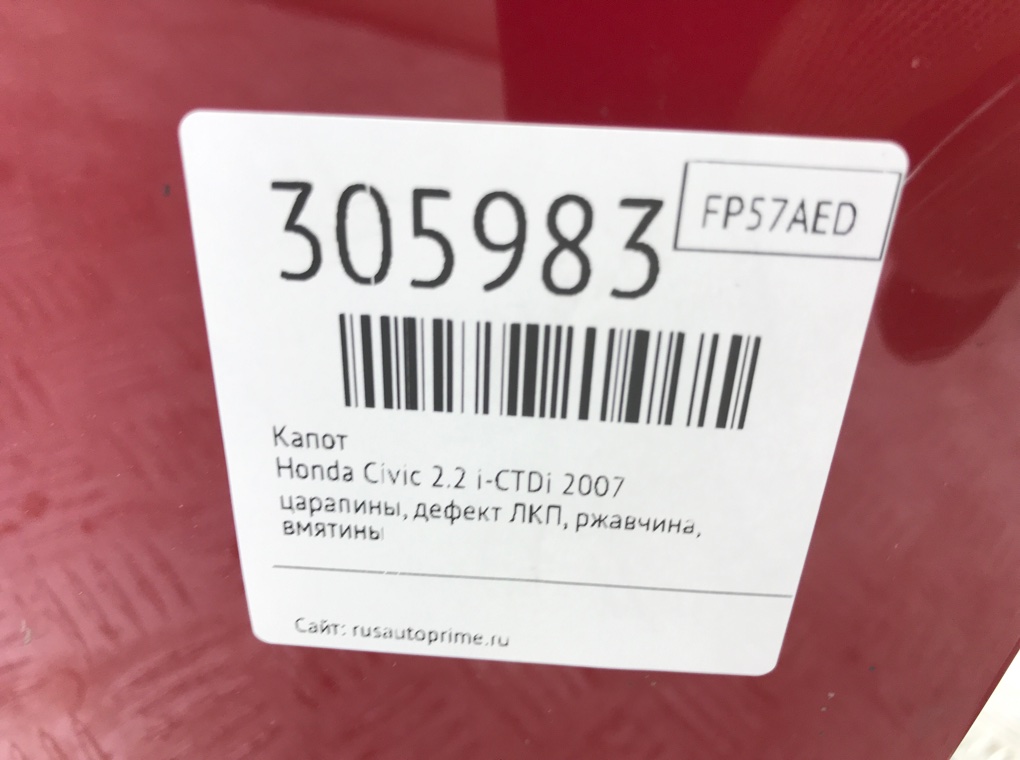 305983
FP57AED
Капот
Honda Civic 2.2 i-CTDi 2007
царапины, дефект ЛКП, ржавчина,
вмятины
Сайт: rusautoprime.ru